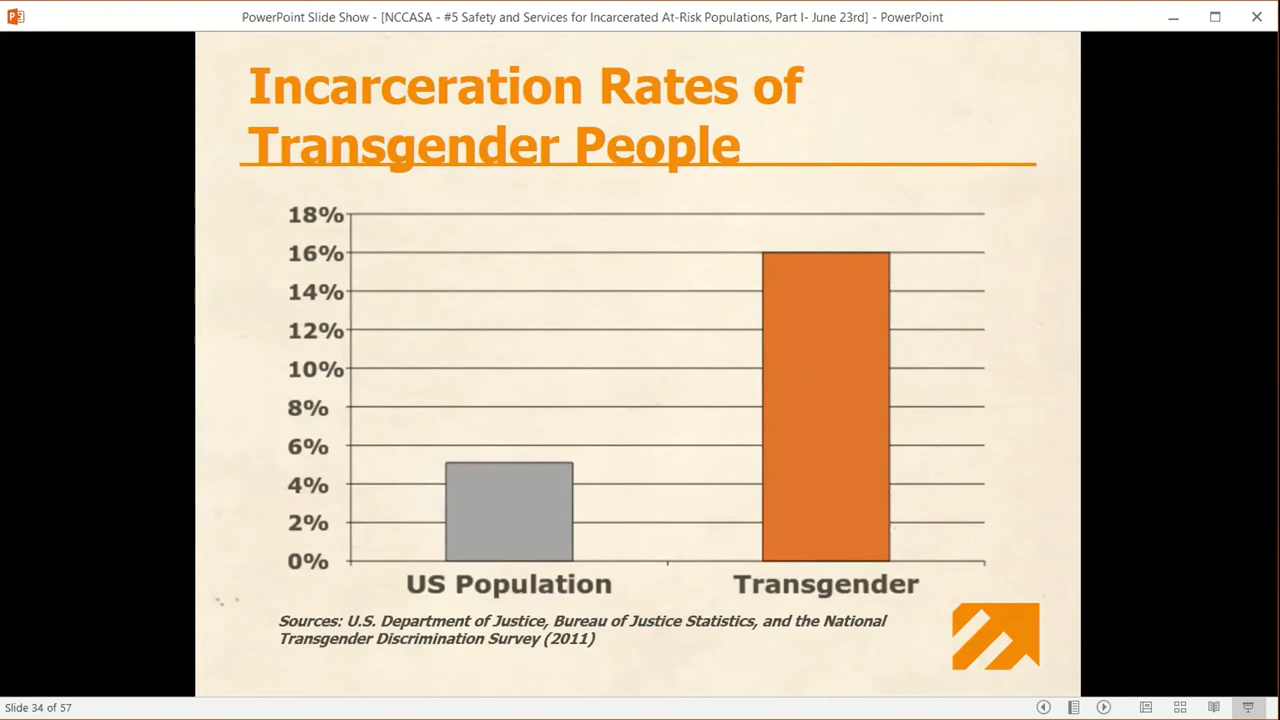 PowerPoint Slide Show - [NCCASA - #5 Safety and Services for Incarcerated At-Risk Populations, Part I- June 23rd] - PowerPoint
Incarceration Rates of
Transgender People
18%
16%
14%
12%
10%
8%
6%
4%
2%
0%
US Population
Transgender
Sources: U.S. Department of Justice, Bureau of Justice Statistics, and the National
Transgender Discrimination Survey (2011)
Slide 34 of 57